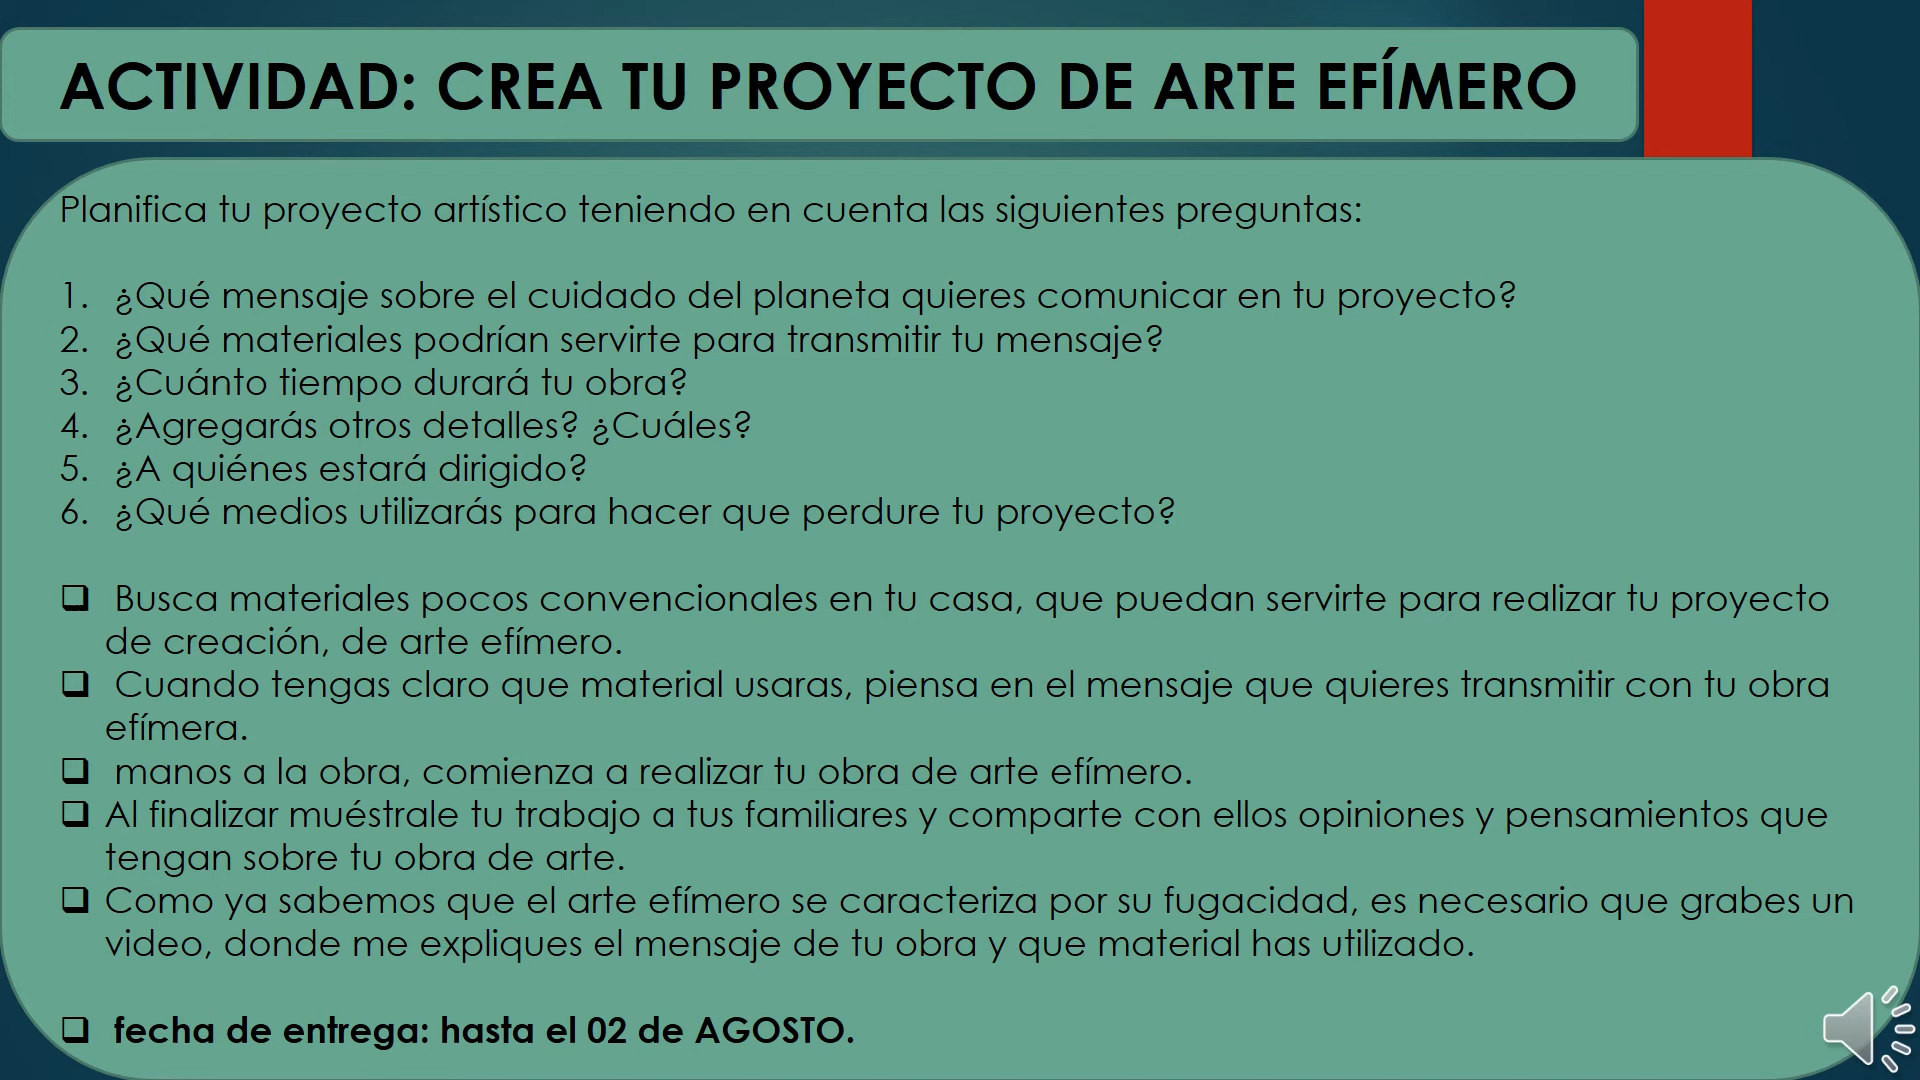 ACTIVIDAD: CREA TU PROYECTO DE ARTE EFÍMERO
Planifica tu proyecto artístico teniendo en cuenta las siguientes preguntas:
1. ¿Qué mensaje sobre el cuidado del planeta quieres comunicar en tu proyecto?
2. ¿Qué materiales podrían servirte para transmitir tu mensaje?
3. ¿Cuánto tiempo durará tu obra?
4. ¿Agregarás otros detalles? ¿Cuáles?
5. ¿A quiénes estará dirigido?
6. ¿Qué medios utilizarás para hacer que perdure tu proyecto?
❑ Busca materiales pocos convencionales en tu casa, que puedan servirte para realizar tu proyecto
de creación, de arte efímero.
❑ Cuando tengas claro que material usaras, piensa en el mensaje que quieres transmitir con tu obra
efímera.
❑ manos a la obra, comienza a realizar tu obra de arte efímero.
❑ Al finalizar muéstrale tu trabajo a tus familiares y comparte con ellos opiniones y pensamientos que
tengan sobre tu obra de arte.
❑ Como ya sabemos que el arte efímero se caracteriza por su fugacidad, es necesario que grabes un
video, donde me expliques el mensaje de tu obra y que material has utilizado.
❑ fecha de entrega: hasta el 02 de AGOSTO.